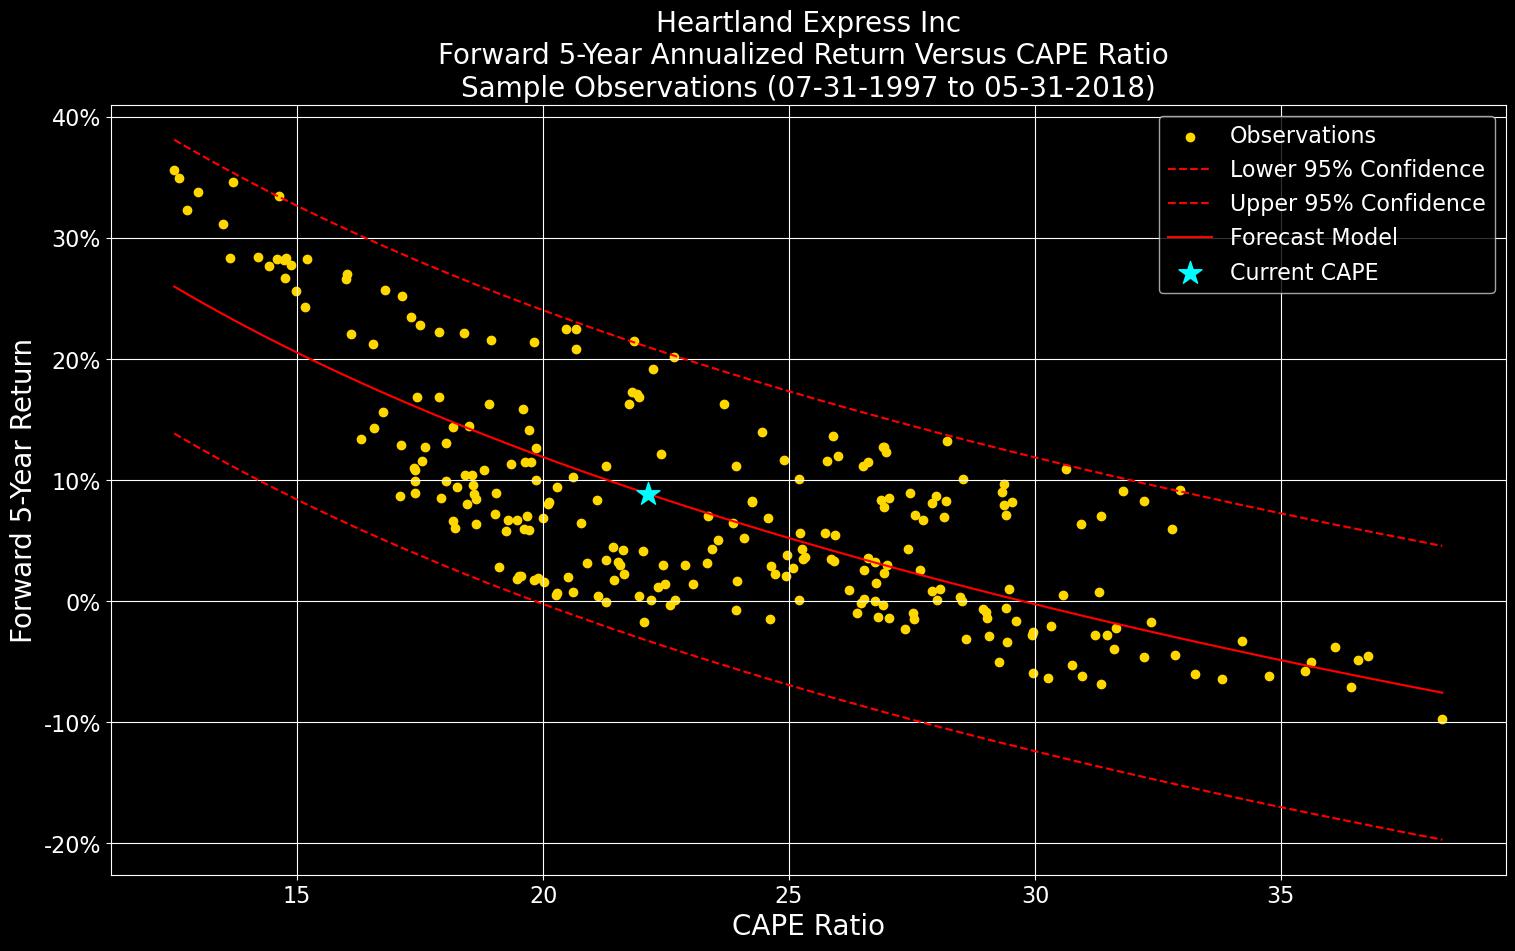 Heartland Express Inc
Forward 5-Year Annualized Return Versus CAPE Ratio
Sample Observations (07-31-1997 to 05-31-2018)
Forward 5-Year Return
40%
30%
20%
10%
0%
-10%
-20%
Observations
Lower 95% Confidence
Upper 95% Confidence
Forecast Model
Current CAPE
15 20 25 30 35
CAPE Ratio